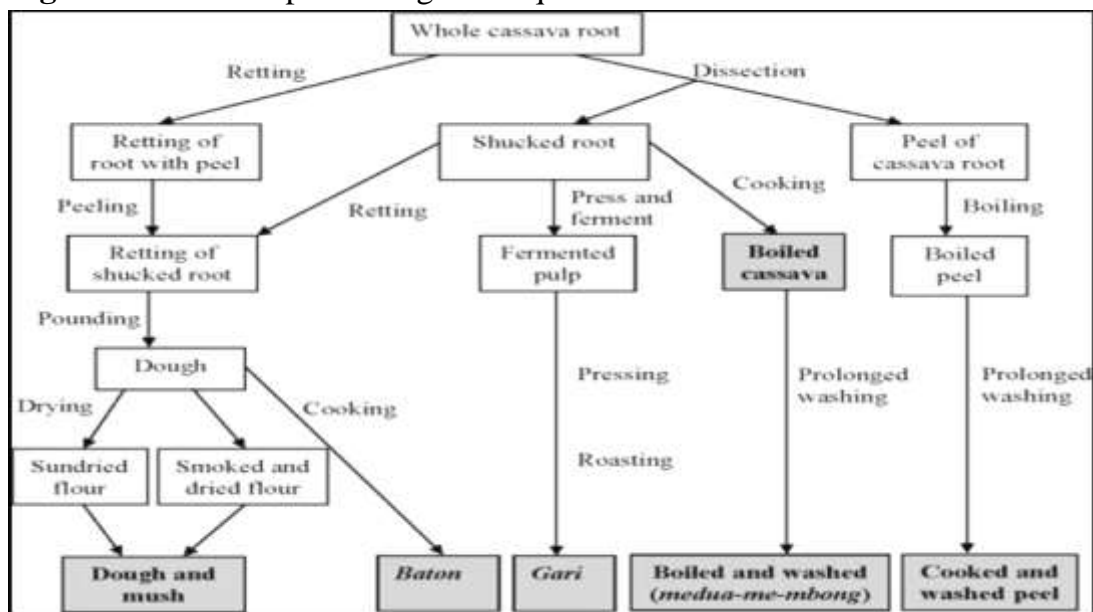 Whole cassava root
Retting
Dissection
Retting of
root with peel
Shucked root
Peel of
cassava root
Peeling
Retting
Press and
ferment
Cooking
Boiling
Retting of
shucked root
Fermented
pulp
Boiled
cassava
Boiled
peel
Pounding
Dough
Pressing
Prolonged
washing
Prolonged
washing
Drying
Cooking
Sundried
flour
Smoked and
dried flour
Roasting
Dough and
mush
Baton
Gari
Boiled and washed
(medua-me-mbong)
Cooked and
washed peel